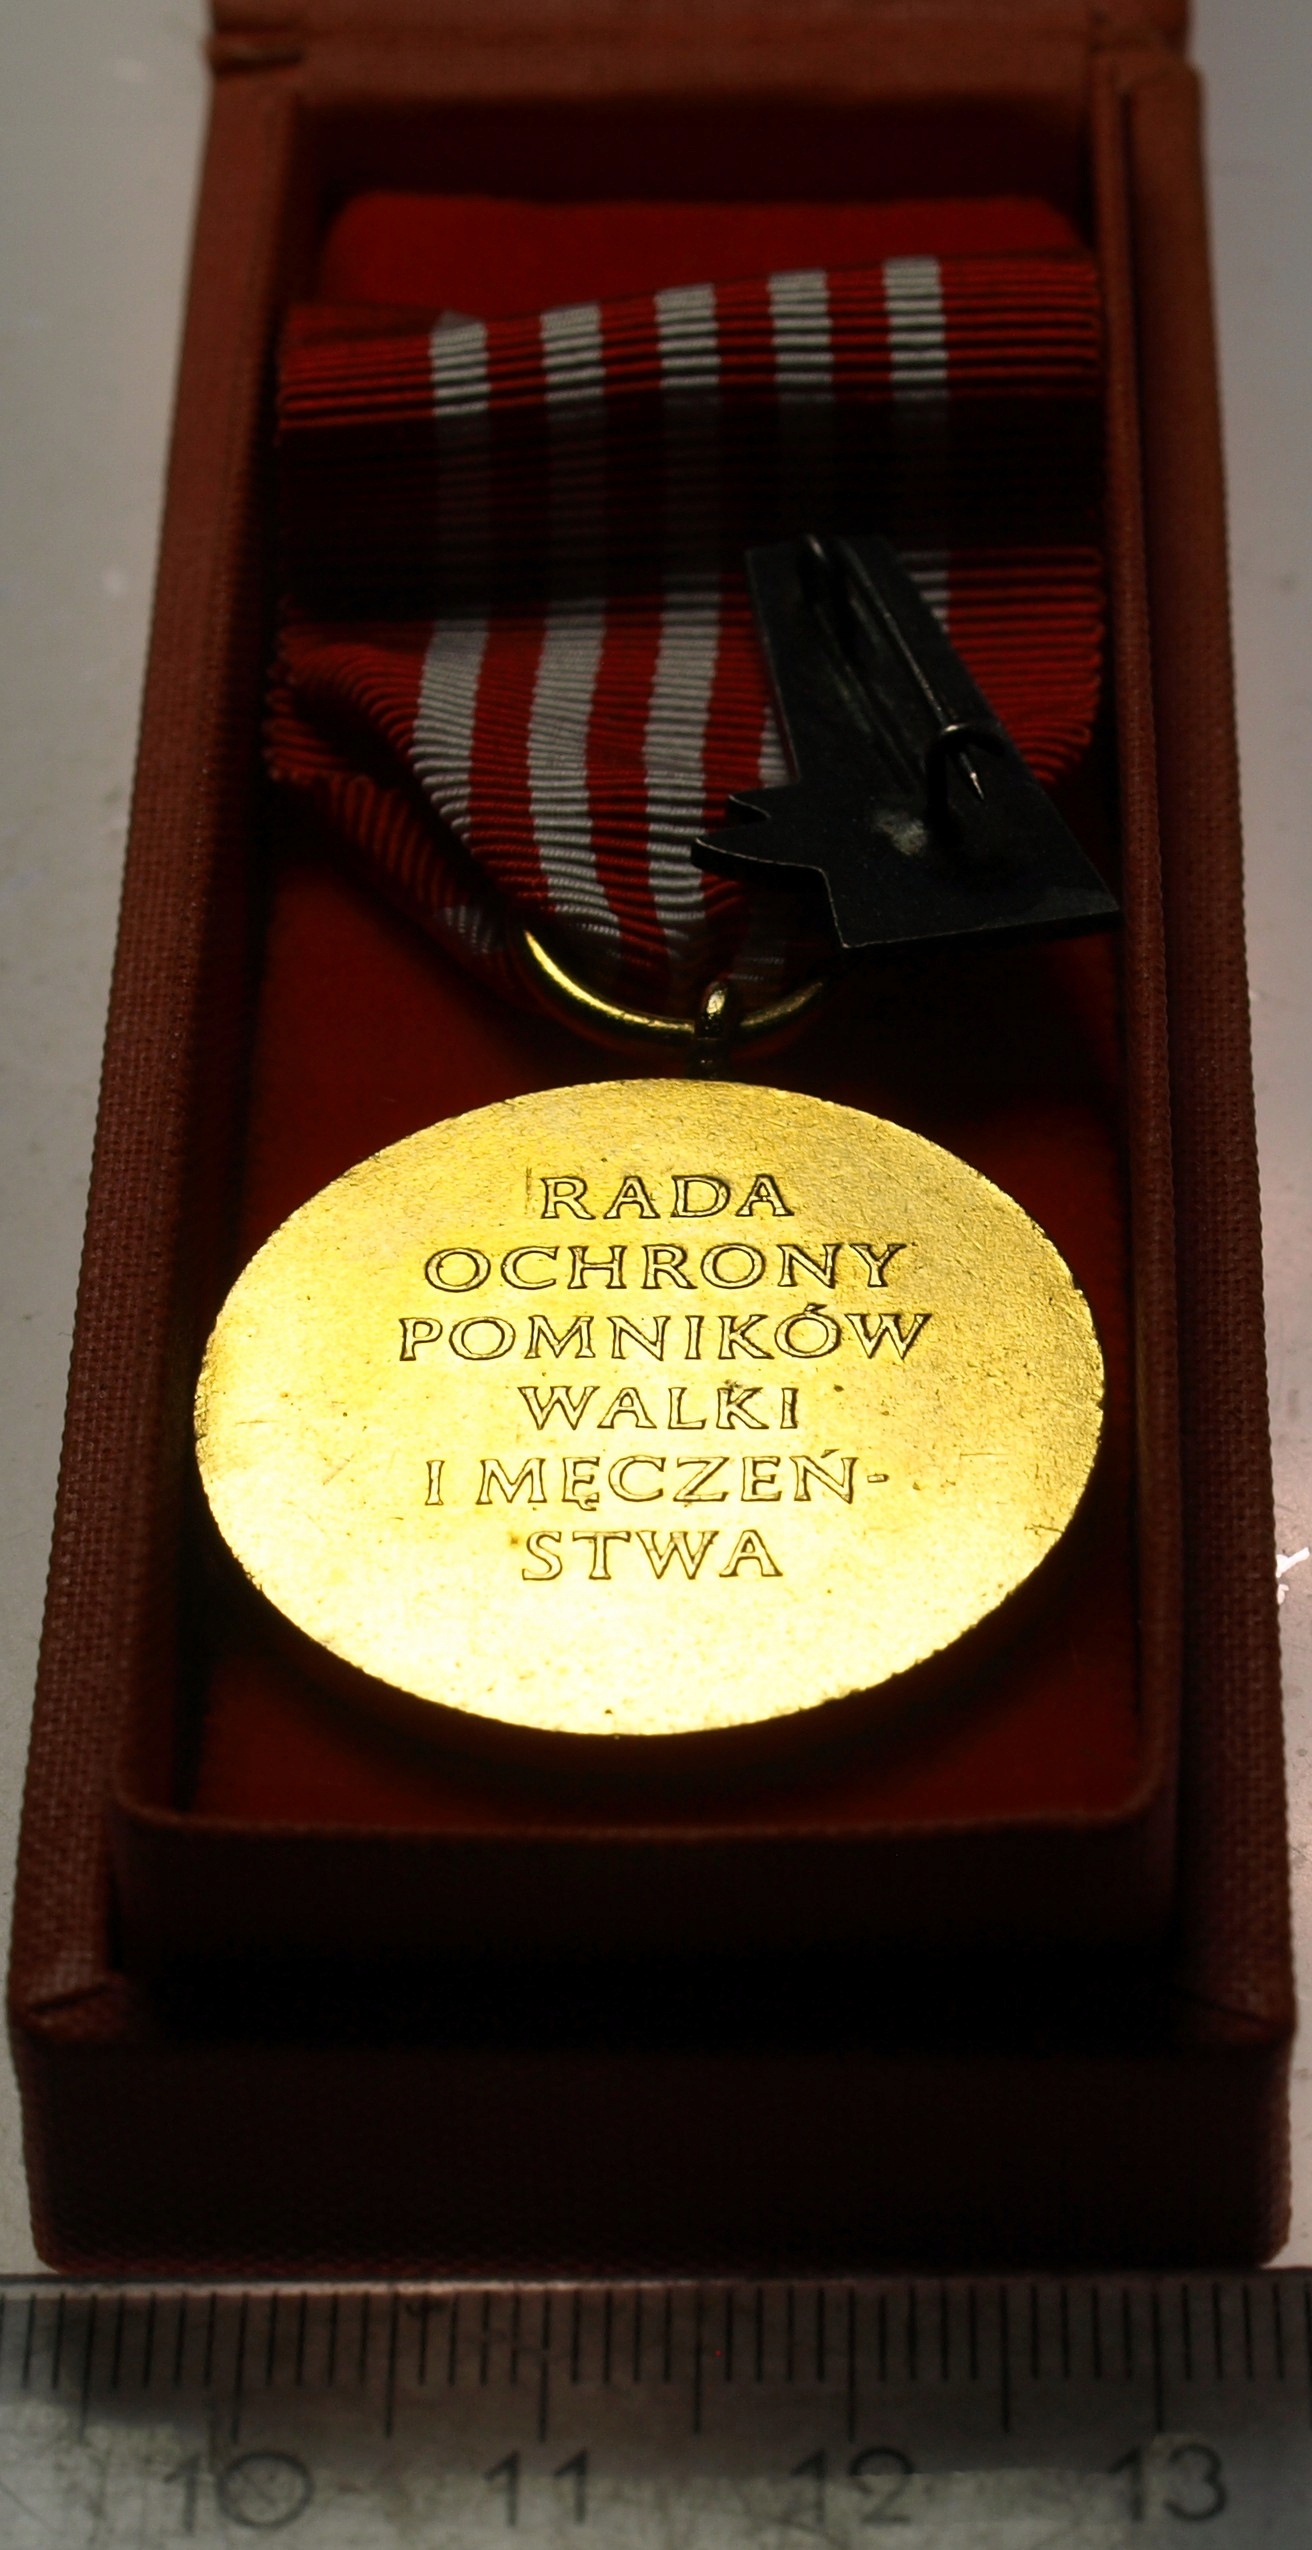 RADA
OCHRONY
POMNIKÓW
WALKI
I MĘCZEŃ-
STWA
10 11 12 13